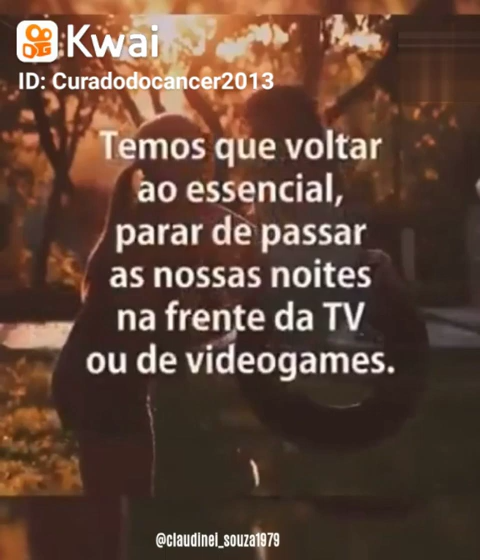 Kwai
ID: Curadodocancer2013
Temos que voltar
ao essencial,
parar de passar
as nossas noites
na frente da TV
ou de videogames.
@claudinei_souza1979